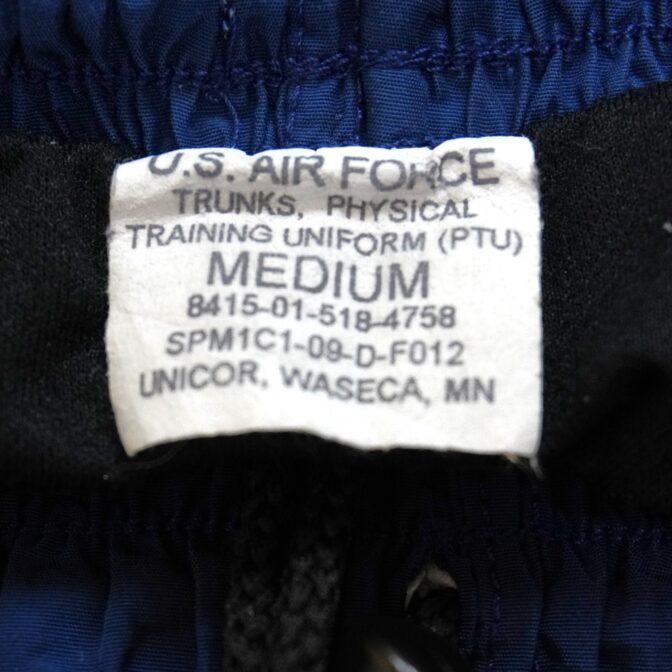 U.S. AIR FORCE
TRUNKS, PHYSICAL
TRAINING UNIFORM (PTU)
MEDIUM
8415-01-518-4758
SPM1C1-09-D-F012
UNICOR, WASECA, MN